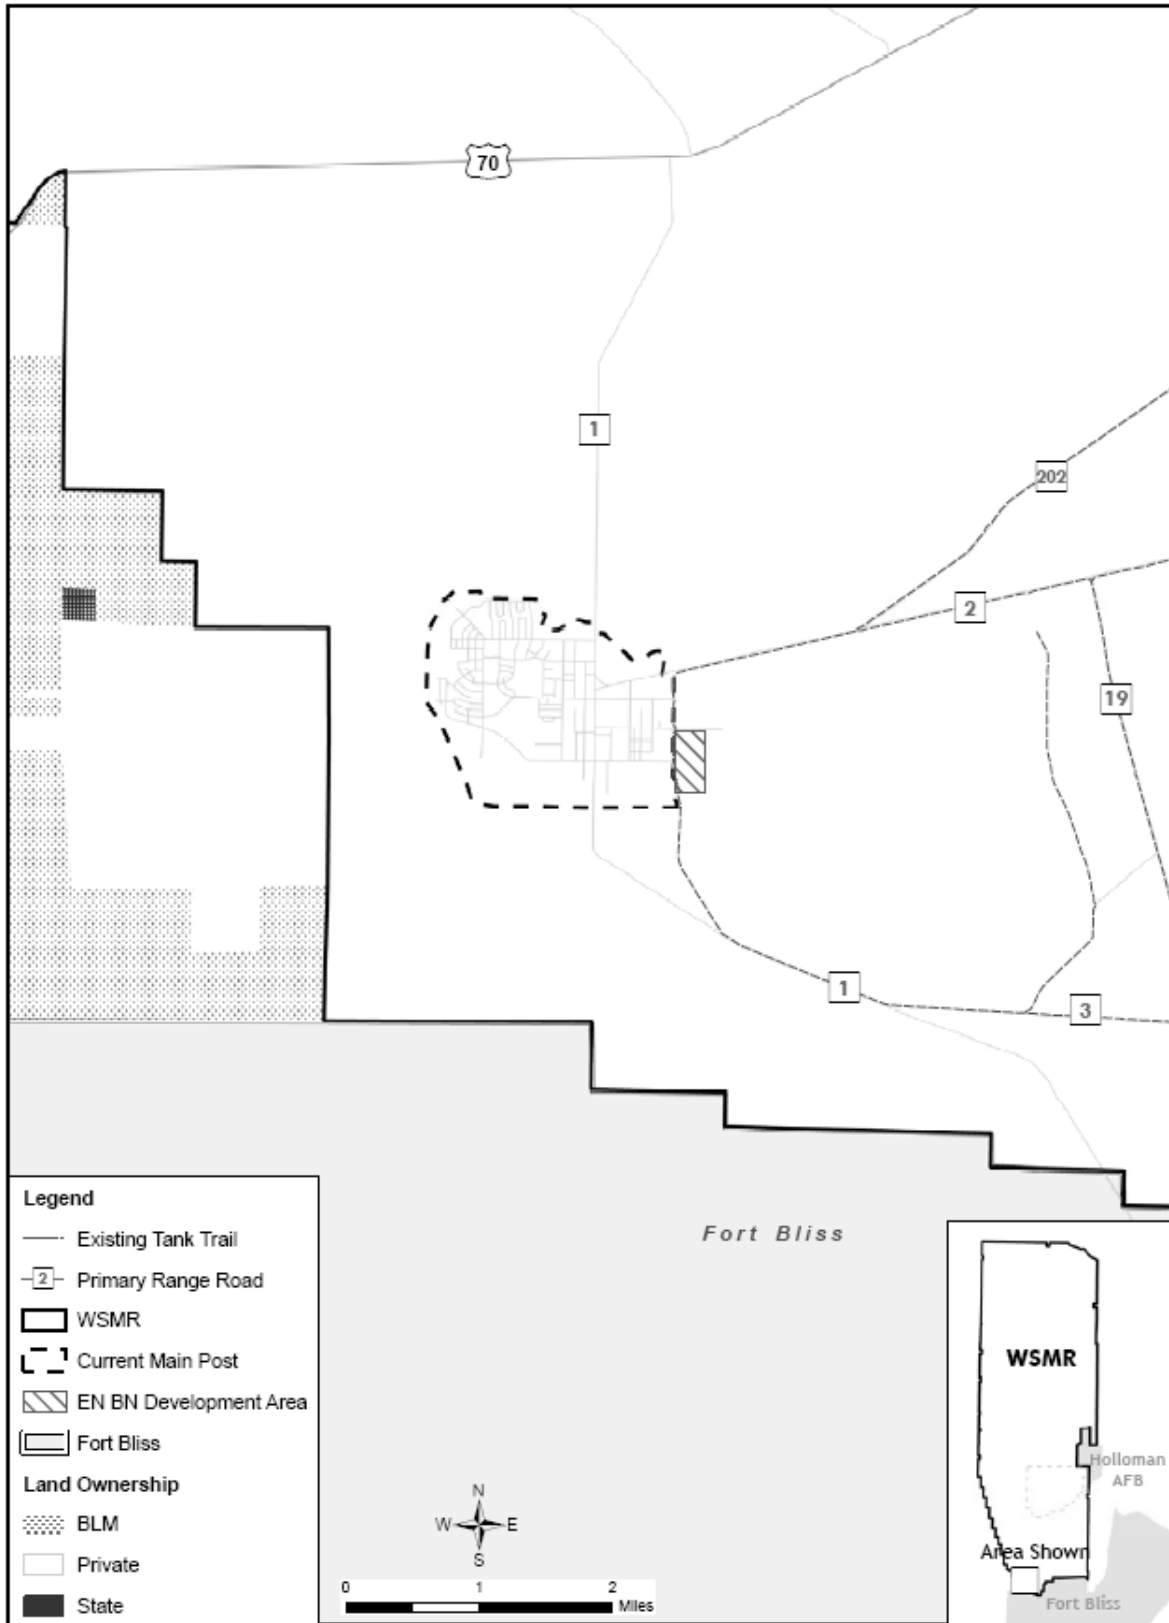 70
1
202
2
19
1
3
Fort Bliss
Legend
Existing Tank Trail
2 Primary Range Road
WSMR
Current Main Post
EN BN Development Area
Fort Bliss
Land Ownership
BLM
Private
State
N
W E
S
0 1 2
Miles
WSMR
Holloman
AFB
Area Shown
Fort Bliss